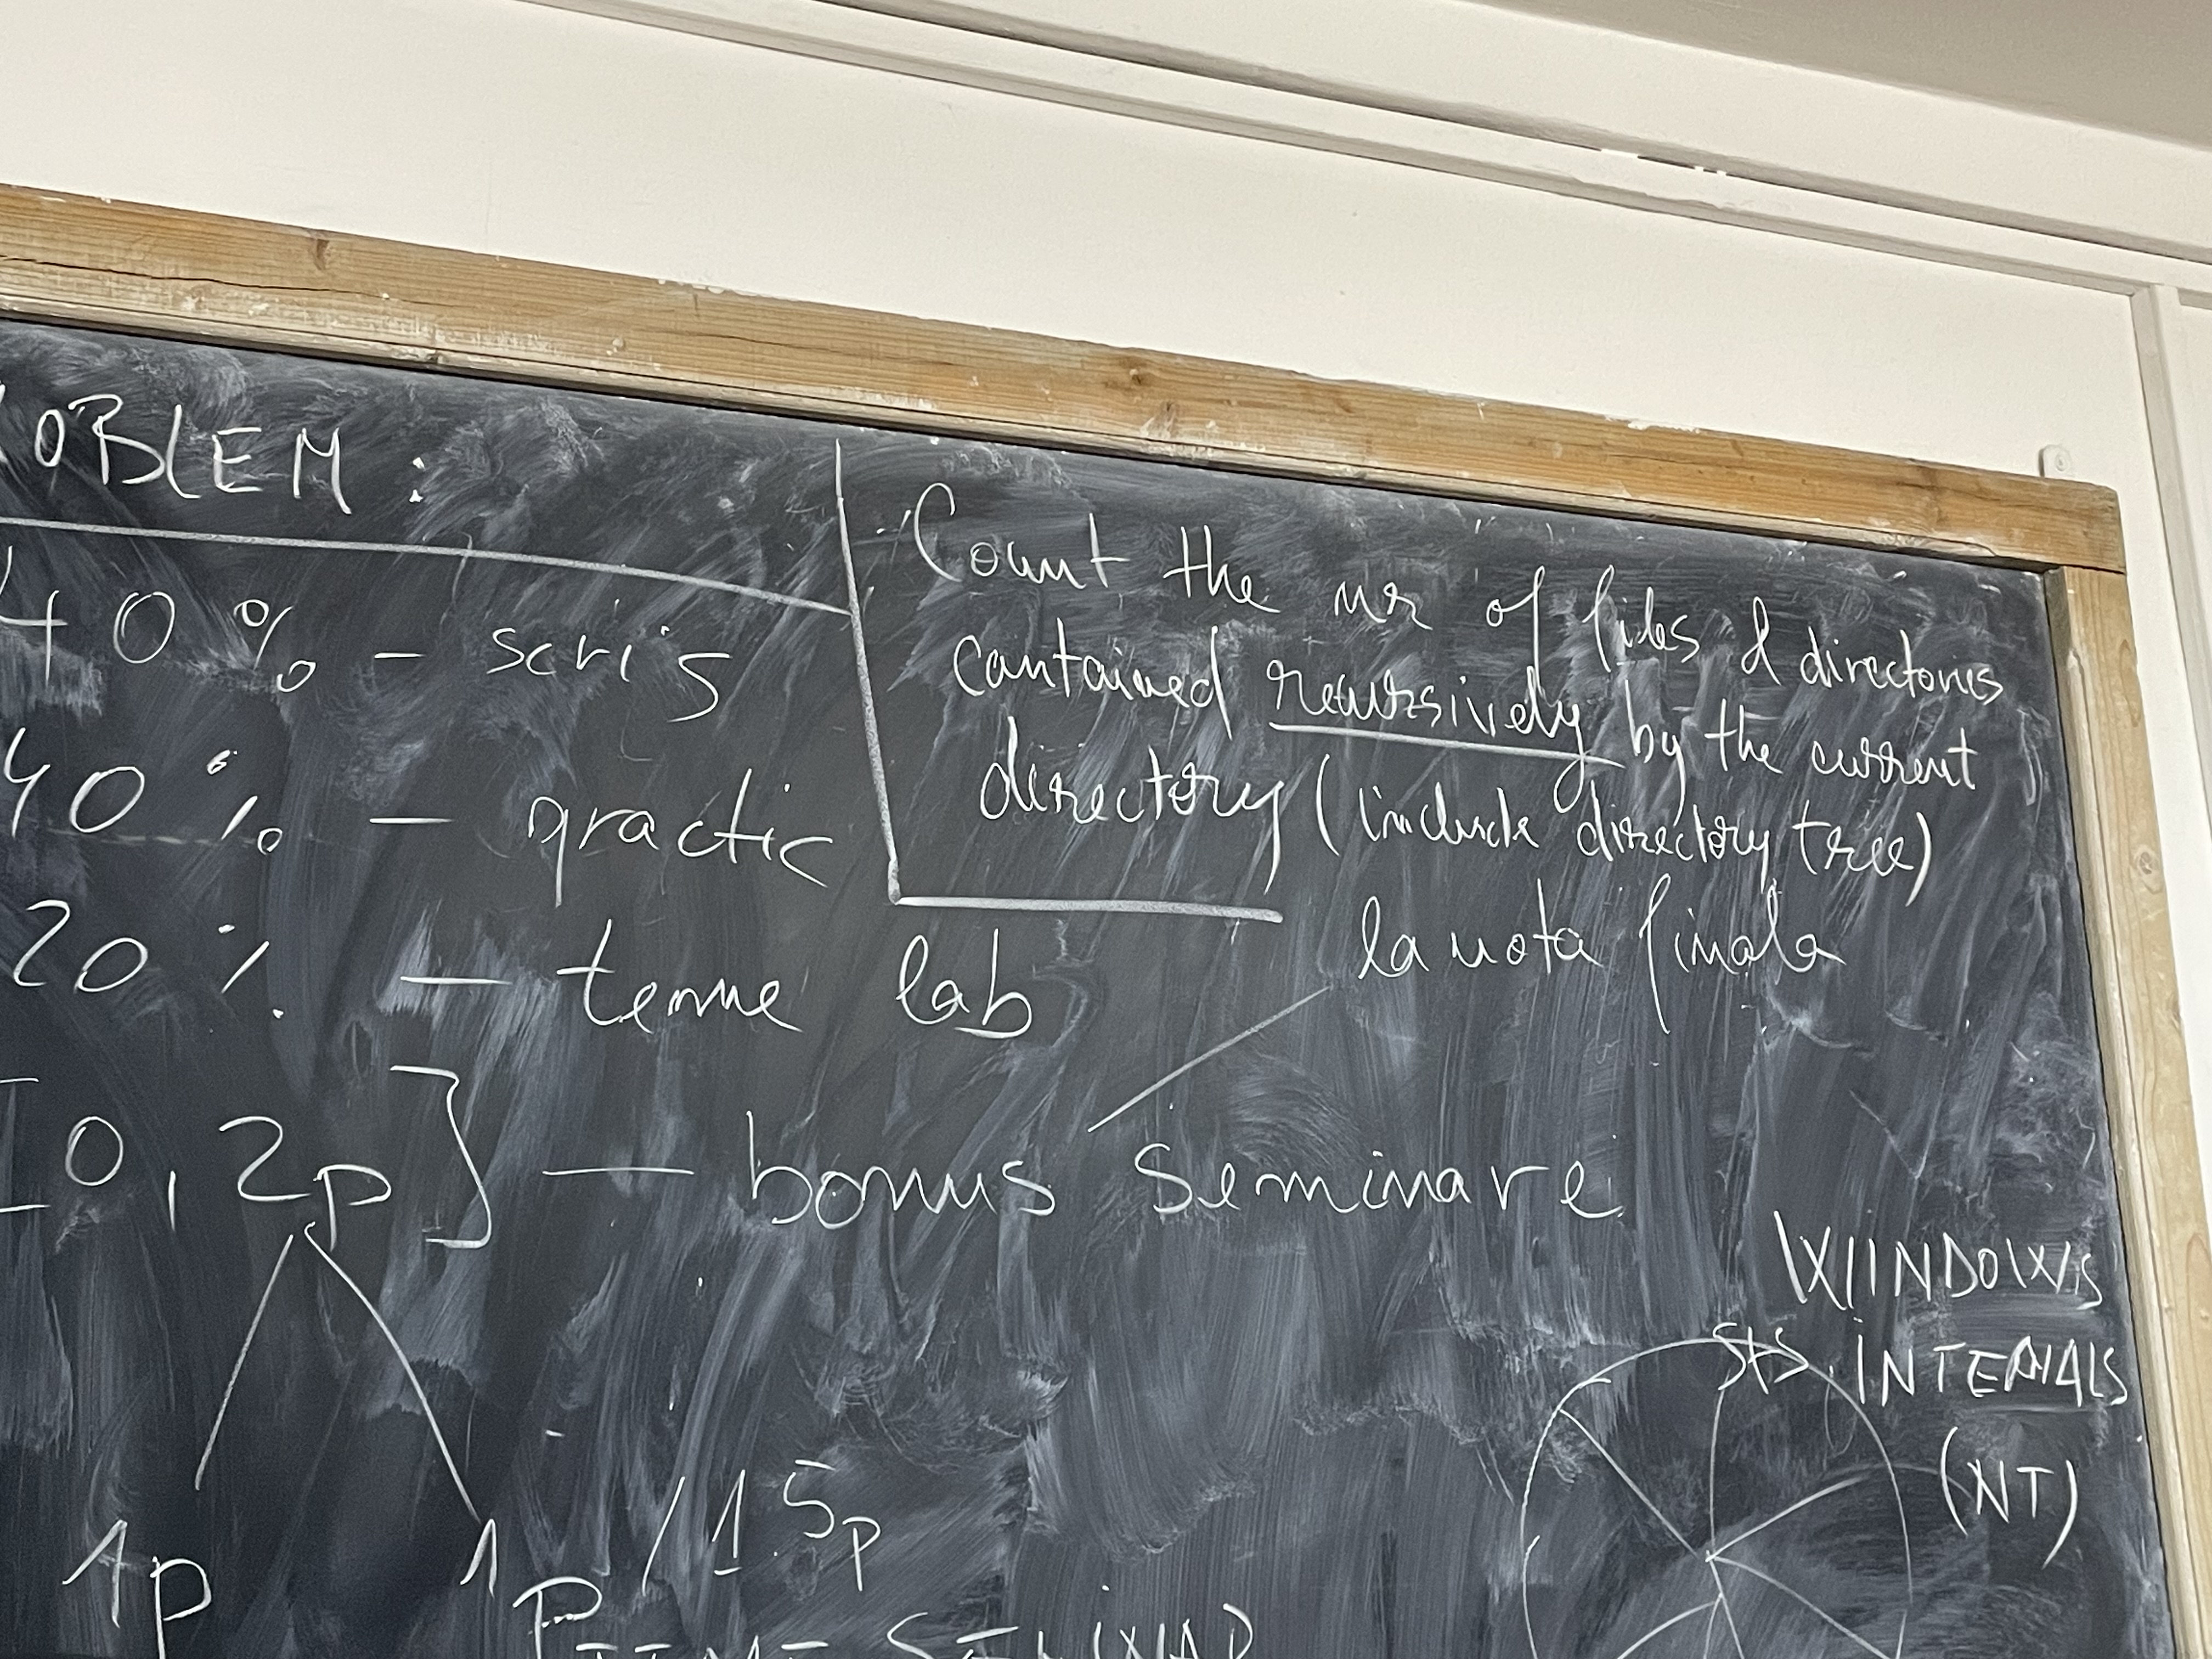 OBLEM :
40% - scris
40% - practic
20% - teme lab
[0, 2p] — bonus seminare
1p
1p / 1.5p
Count the nr of files & directories
contained recursively by the current
directory (include directory tree)
la nota finala
WINDOWS
SYS. INTERNALS
(NT)